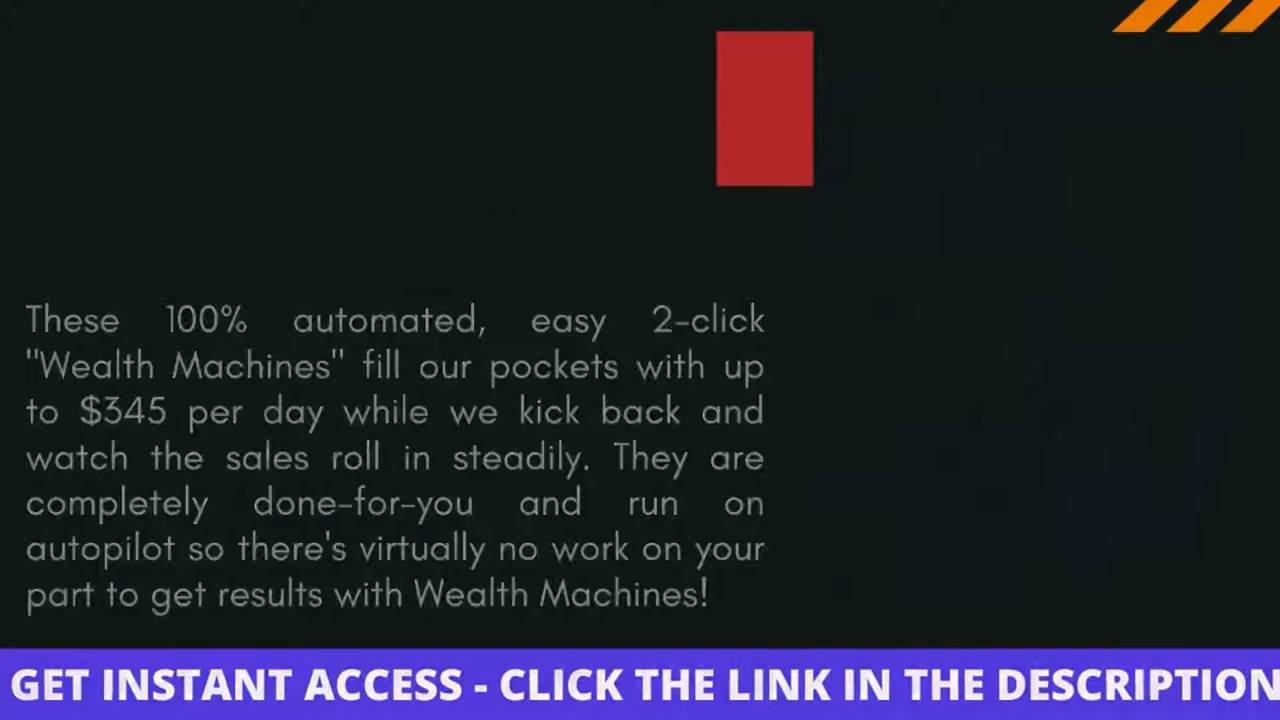 These 100% automated, easy 2-click
"Wealth Machines" fill our pockets with up
to $345 per day while we kick back and
watch the sales roll in steadily. They are
completely done-for-you and run on
autopilot so there's virtually no work on your
part to get results with Wealth Machines!
GET INSTANT ACCESS - CLICK THE LINK IN THE DESCRIPTION